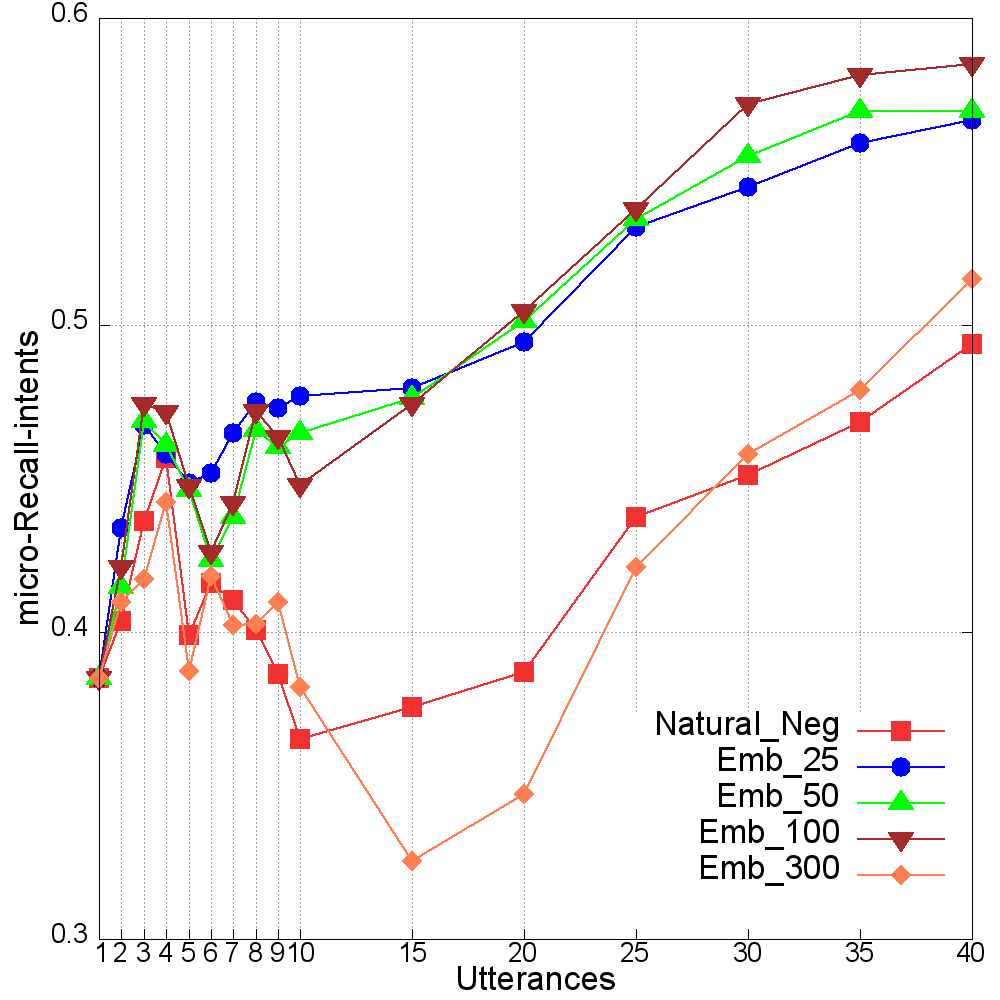 0.6
0.5
0.4
0.3
micro-Recall-intents
Natural_Neg
Emb_25
Emb_50
Emb_100
Emb_300
1 2 3 4 5 6 7 8 9 10 15 20 25 30 35 40
Utterances